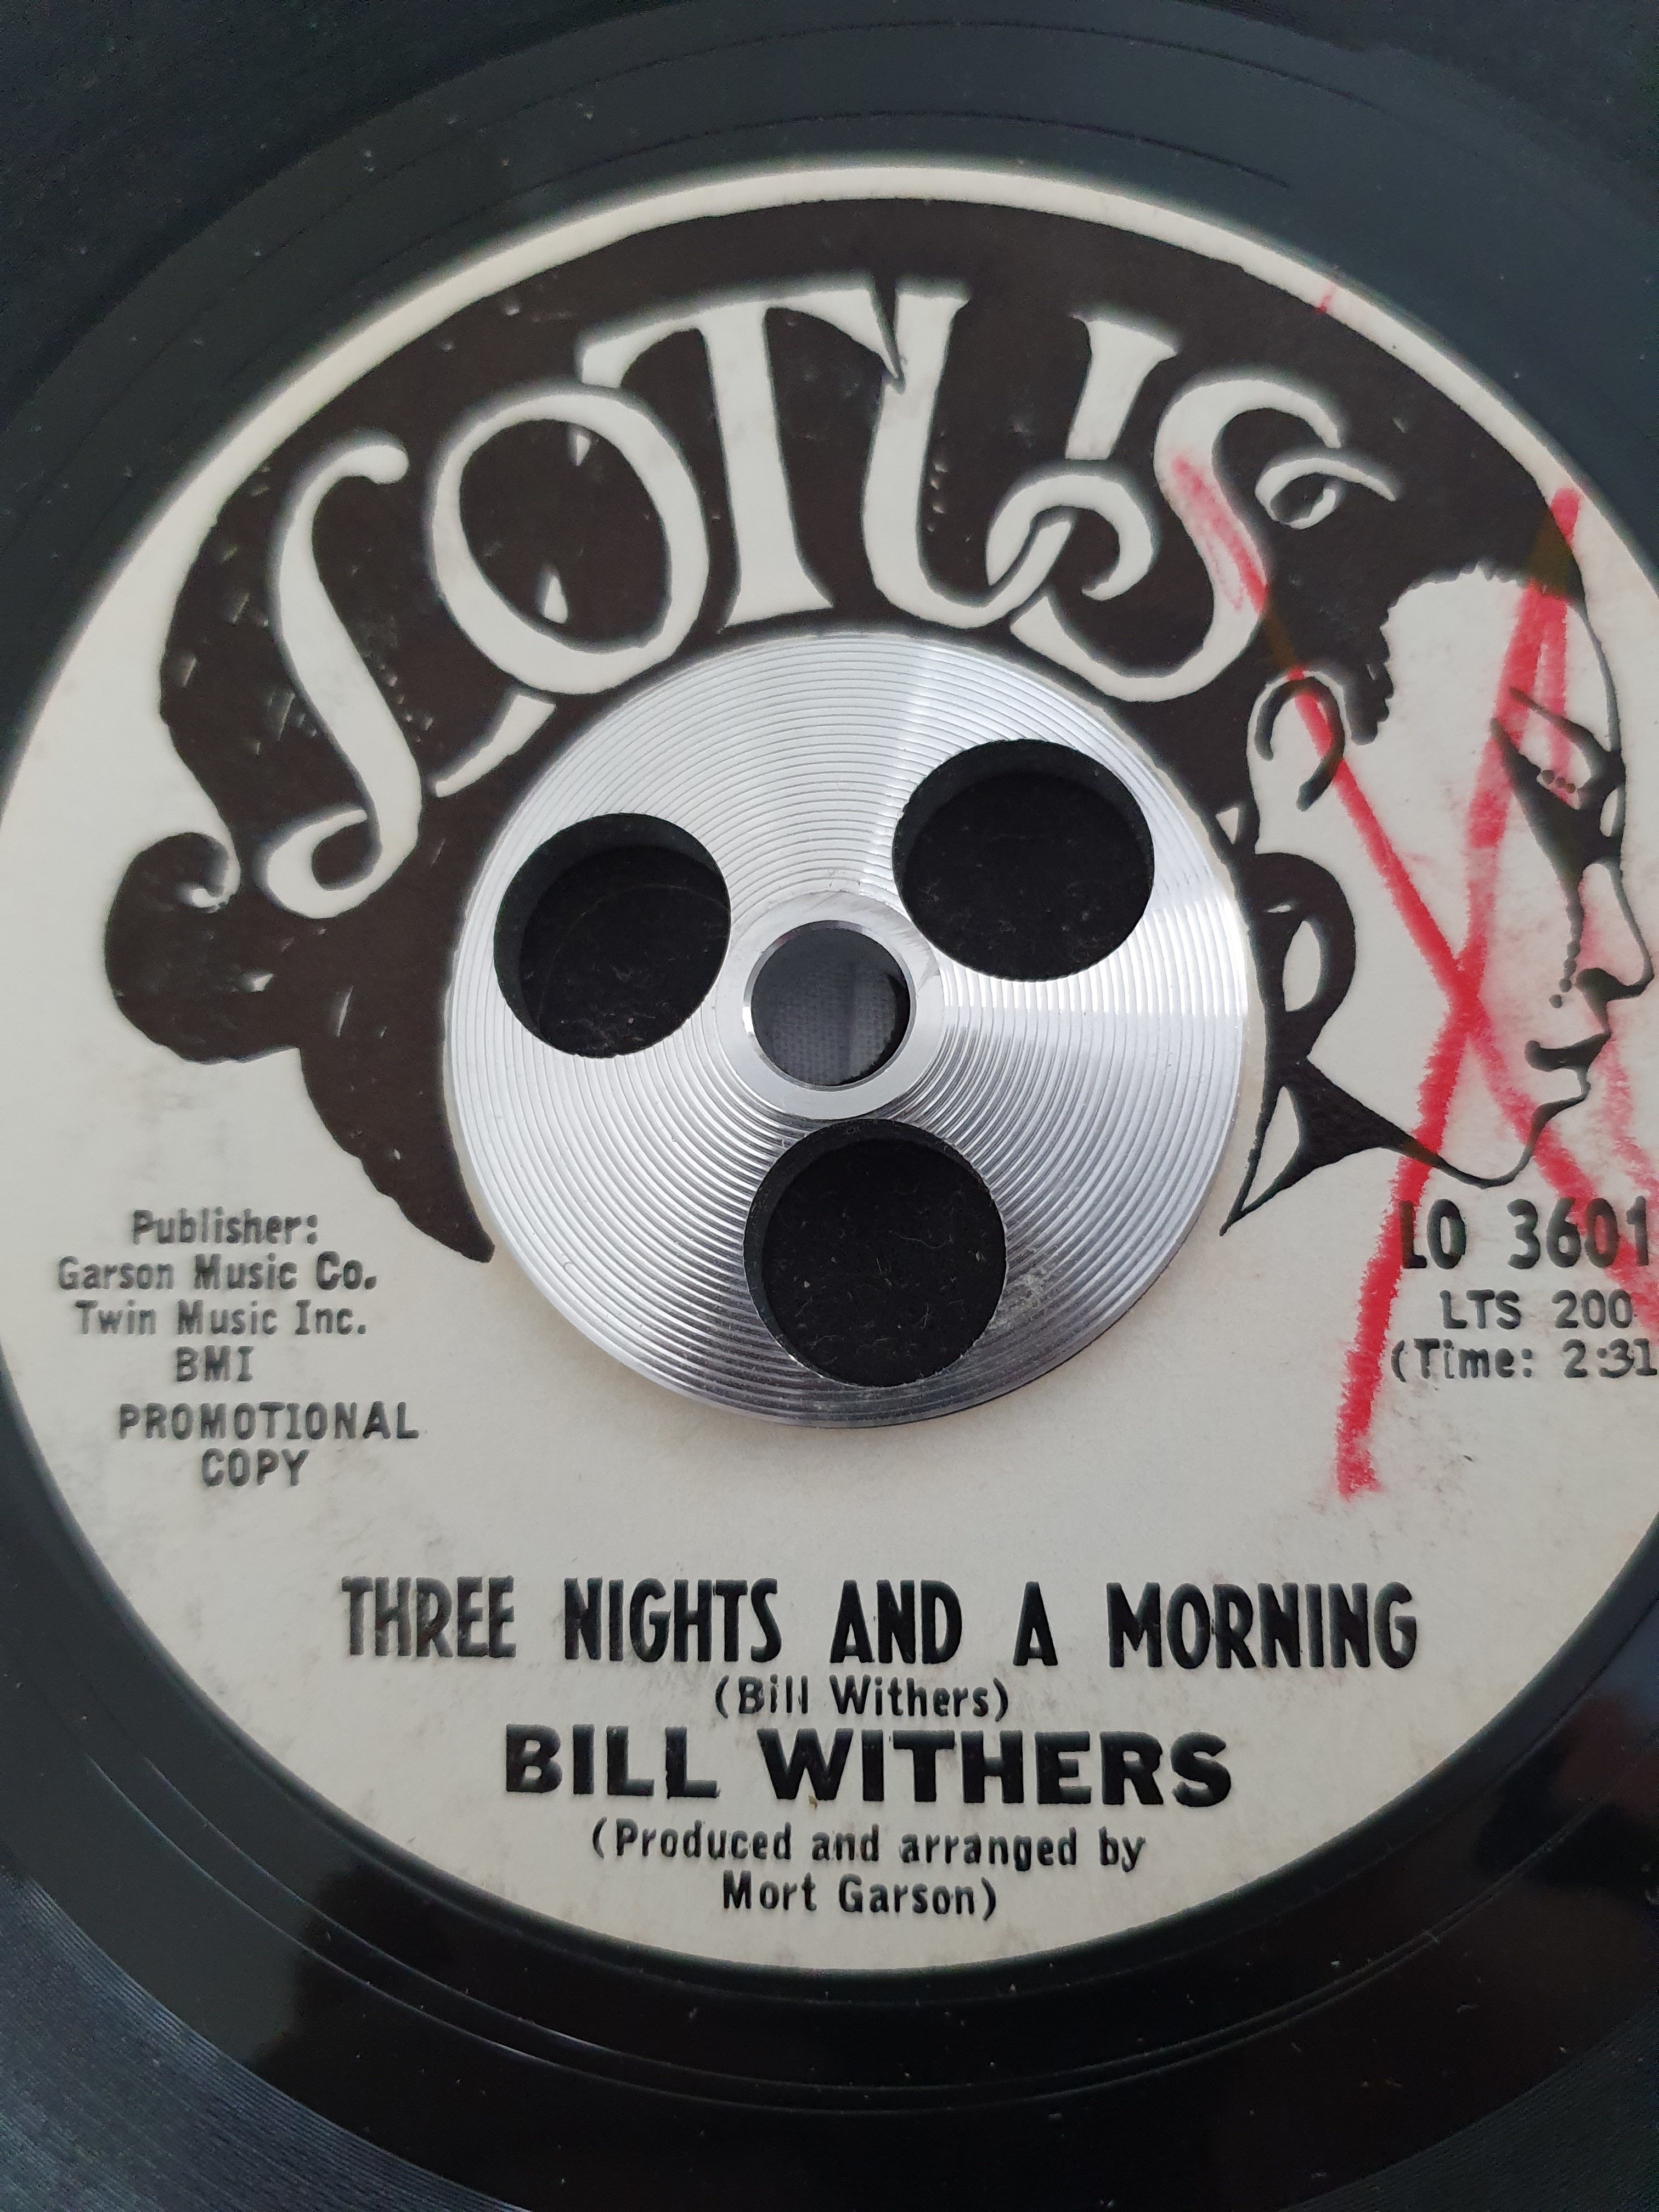 LOTUS
Publisher:
Garson Music Co.
Twin Music Inc.
BMI
PROMOTIONAL
COPY
LO 3601
LTS 200
(Time: 2:31
THREE NIGHTS AND A MORNING
(Bill Withers)
BILL WITHERS
(Produced and arranged by
Mort Garson)